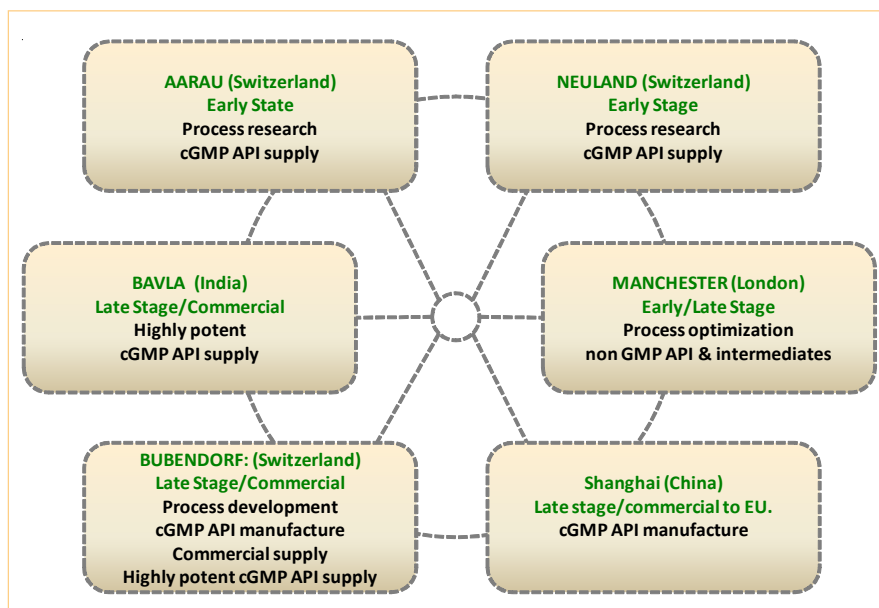 AARAU (Switzerland)
Early State
Process research
cGMP API supply
NEULAND (Switzerland)
Early Stage
Process research
cGMP API supply
BAVLA  (India)
Late Stage/Commercial
Highly potent
cGMP API supply
MANCHESTER (London)
Early/Late Stage
Process optimization
non GMP API & intermediates
BUBENDORF: (Switzerland)
Late Stage/Commercial
Process development
cGMP API manufacture
Commercial supply
Highly potent cGMP API supply
Shanghai (China)
Late stage/commercial to EU.
cGMP API manufacture